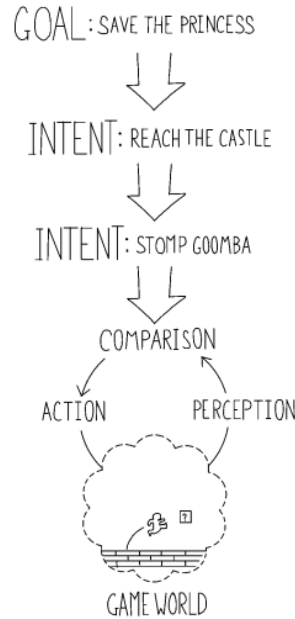 GOAL: SAVE THE PRINCESS
INTENT: REACH THE CASTLE
INTENT: STOMP GOOMBA
COMPARISON
ACTION PERCEPTION
?
GAME WORLD